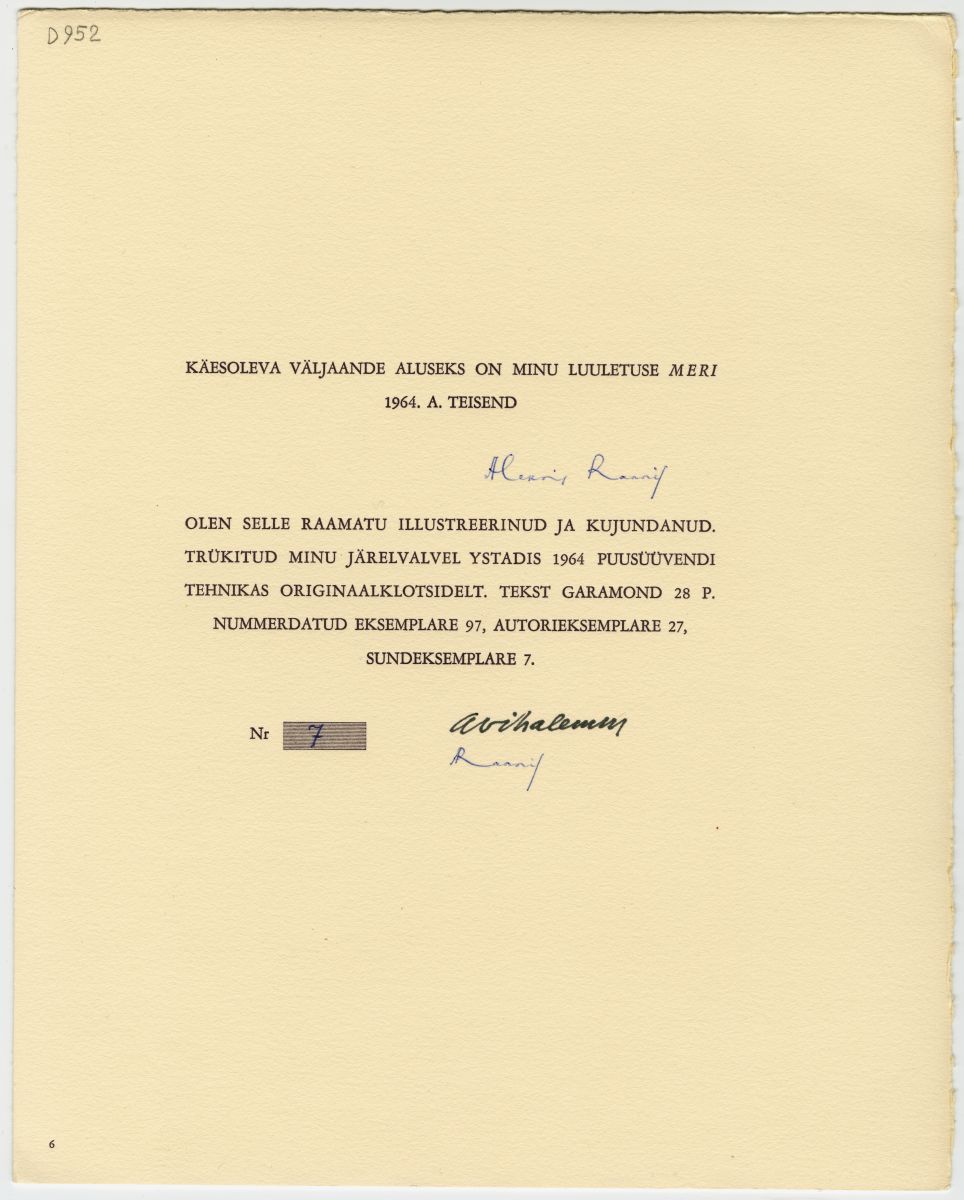 D952
KÄESOLEVA VÄLJAANDE ALUSEKS ON MINU LUULETUSE MERI
1964. A. TEISEND
Aleksis Rannit
OLEN SELLE RAAMATU ILLUSTREERINUD JA KUJUNDANUD.
TRÜKITUD MINU JÄRELVALVEL YSTADIS 1964 PUUSÜÜVENDI
TEHNIKAS ORIGINAALKLOTSIDELT. TEKST GARAMOND 28 P.
NUMMERDATUD EKSEMPLARE 97, AUTORIEKSEMPLARE 27,
SUNDEKSEMPLARE 7.
Nr 7
Rannit
6